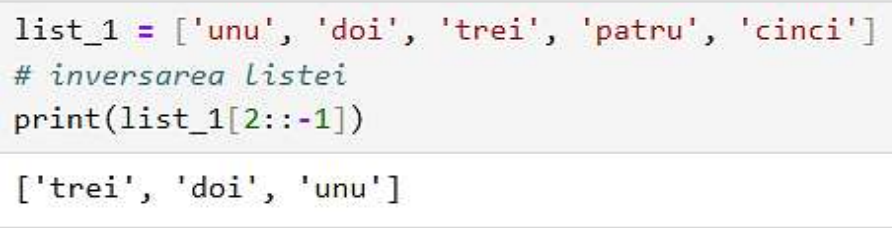 list_1 = ['unu', 'doi', 'trei', 'patru', 'cinci']
# inversarea listei
print(list_1[2::-1])
['trei', 'doi', 'unu']